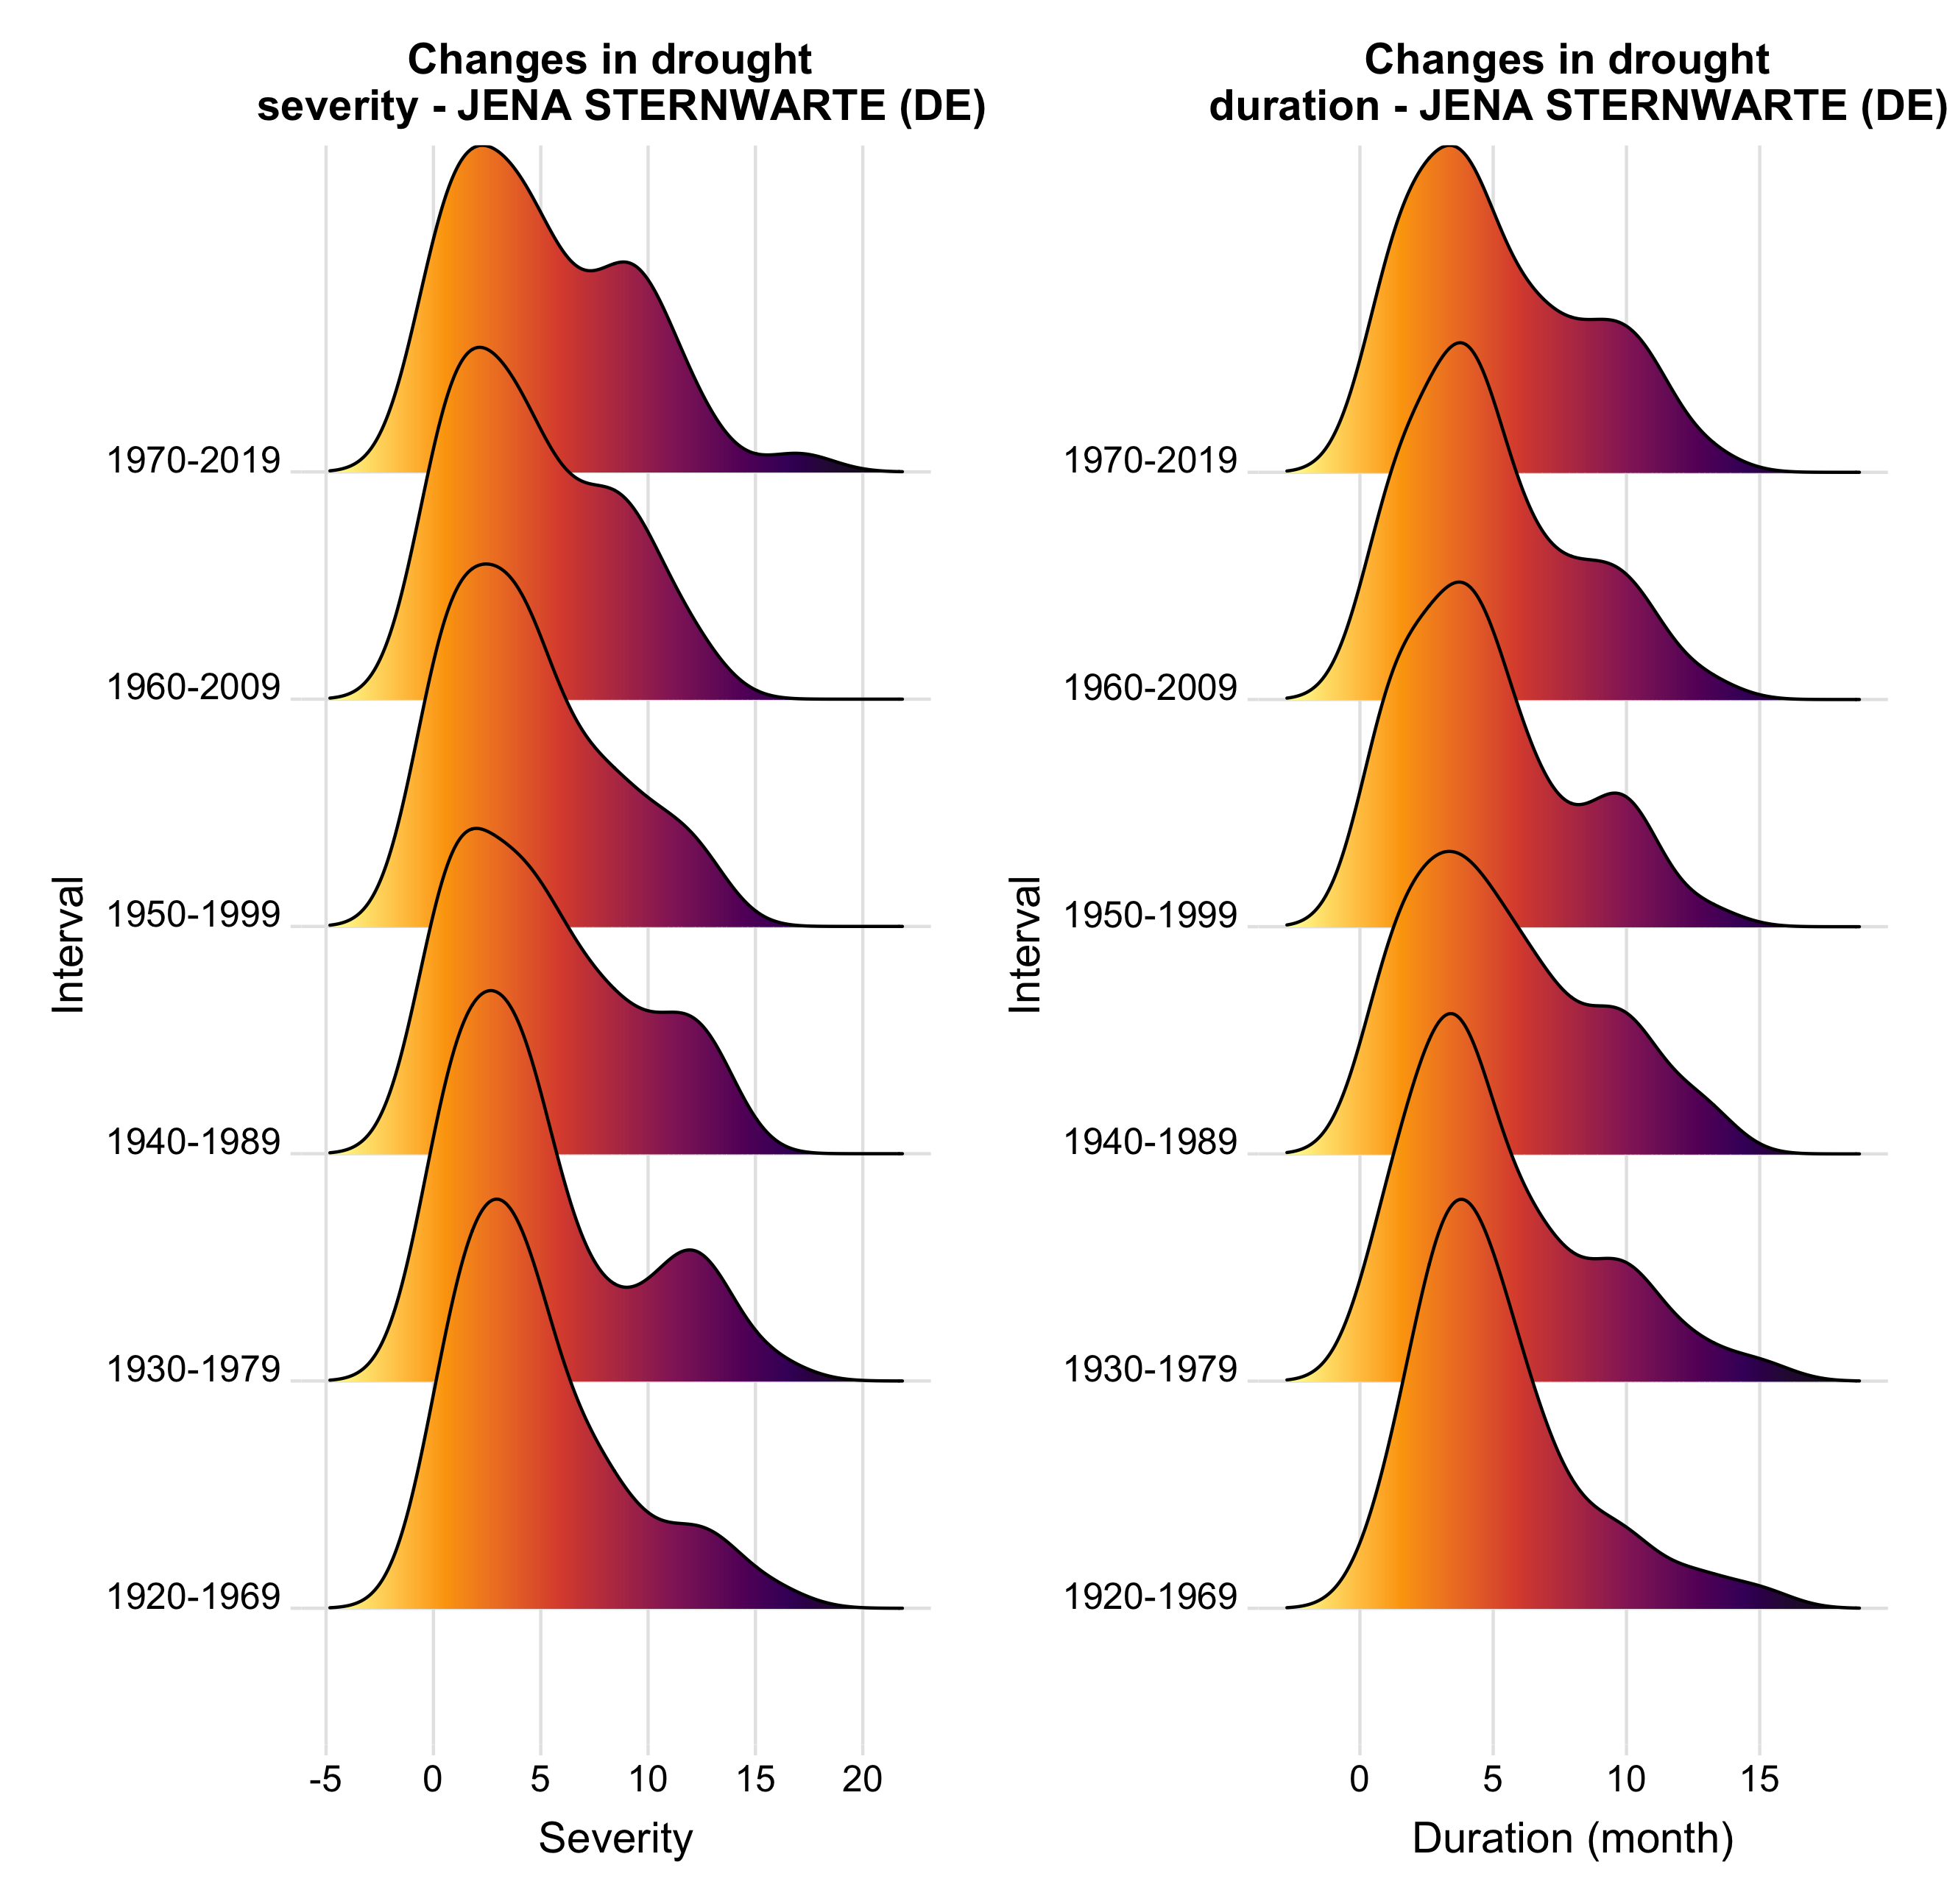 Changes in drought
severity - JENA STERNWARTE (DE)
1970-2019
1960-2009
1950-1999
1940-1989
1930-1979
1920-1969
Interval
-5 0 5 10 15 20
Severity
Changes in drought
duration - JENA STERNWARTE (DE)
1970-2019
1960-2009
1950-1999
1940-1989
1930-1979
1920-1969
Interval
0 5 10 15
Duration (month)